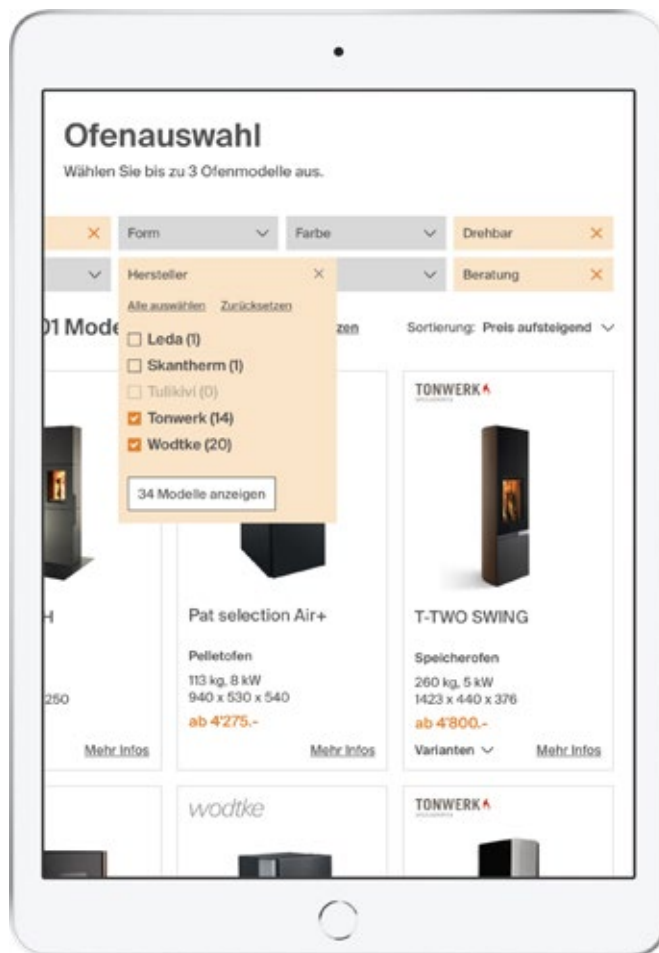 Ofenauswahl
Wählen Sie bis zu 3 Ofenmodelle aus.
Form
Farbe
Drehbar
Hersteller
Beratung
Alle auswählen Zurücksetzen
01 Mode
zen
Sortierung: Preis aufsteigend
Leda (1)
Skantherm (1)
Tulikivi (0)
Tonwerk (14)
Wodtke (20)
34 Modelle anzeigen
TONWERK
H
250
Mehr Infos
Pat selection Air+
Pelletofen
113 kg, 8 kW
940 x 530 x 540
ab 4'275.-
Mehr Infos
T-TWO SWING
Speicherofen
260 kg, 5 kW
1423 x 440 x 376
ab 4'800.-
Varianten
Mehr Infos
wodtke
TONWERK